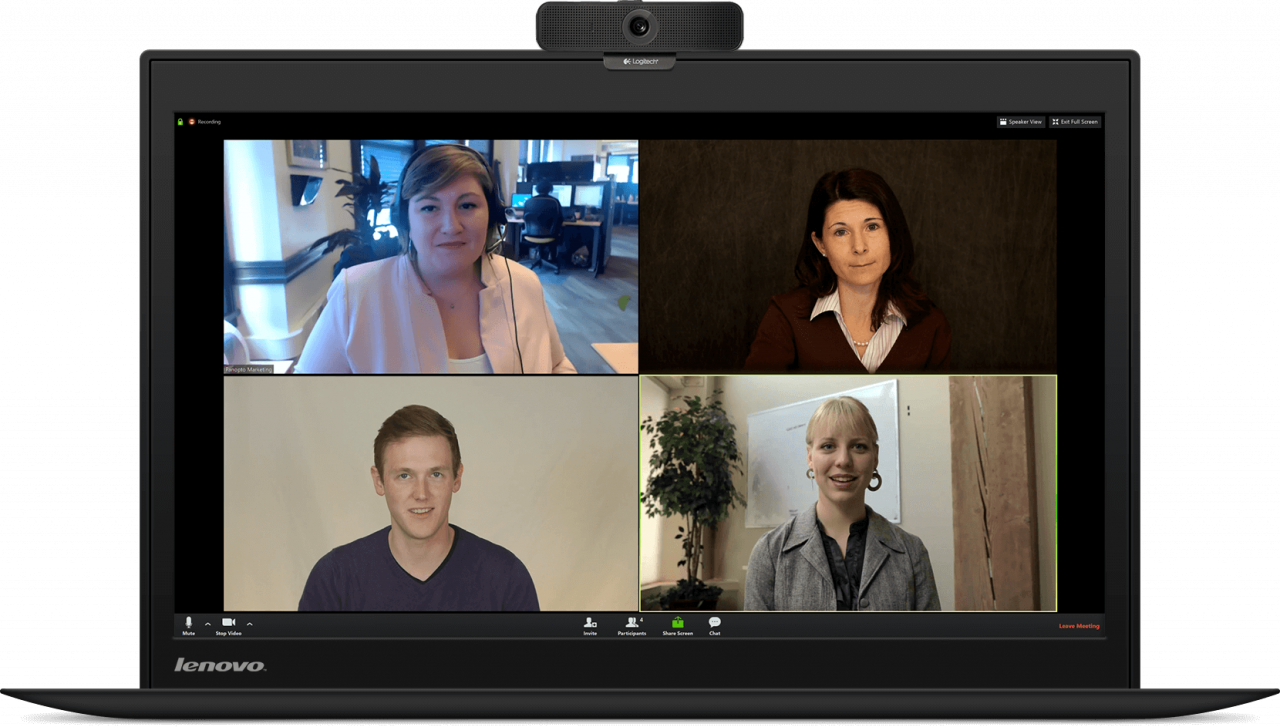 Logitech
Recording
Speaker View
Exit Full Screen
Panopto Marketing
Mute
Stop Video
Invite
4
Participants
Share Screen
Chat
Leave Meeting
lenovo